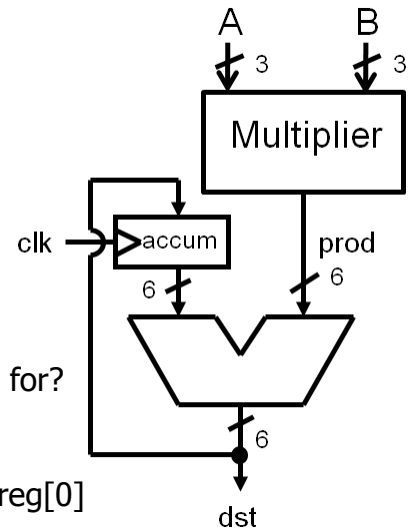 A B
3 3
Multiplier
clk accum prod
6 6
for?
6
reg[0]
dst